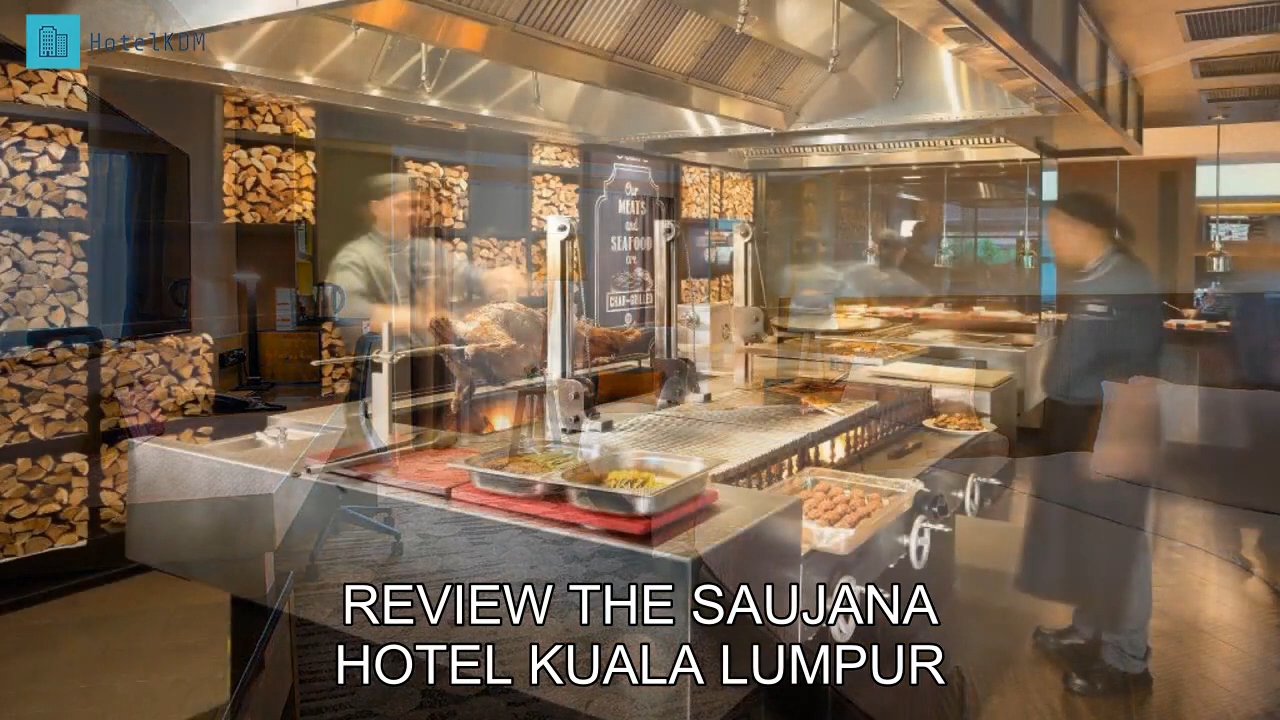 HotelKDM
Our
MEATS
and
SEAFOOD
are
CHAR-GRILLED
REVIEW THE SAUJANA
HOTEL KUALA LUMPUR